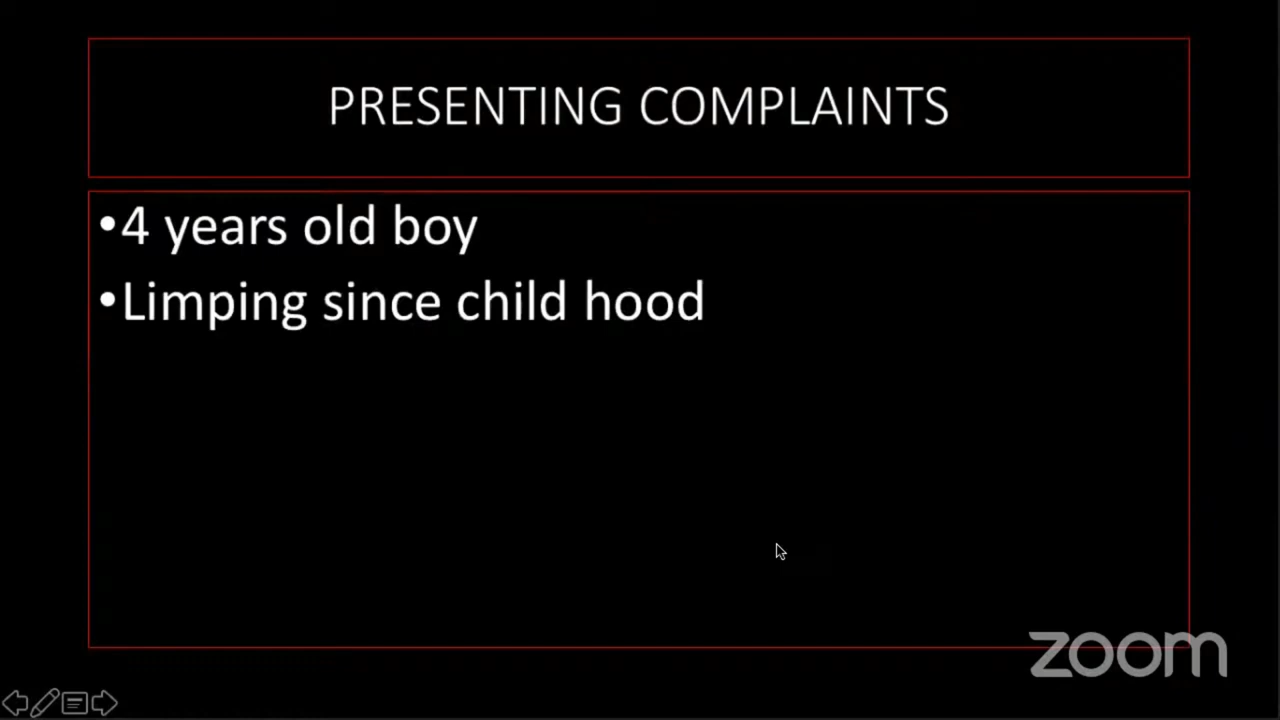 PRESENTING COMPLAINTS
•4 years old boy
•Limping since child hood
zoom